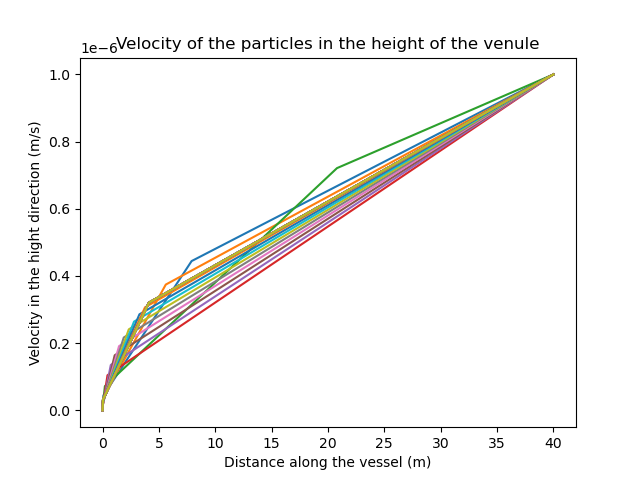 Velocity of the particles in the height of the venule
1e−6
1.0
0.8
0.6
0.4
0.2
0.0
Velocity in the hight direction (m/s)
0 5 10 15 20 25 30 35 40
Distance along the vessel (m)